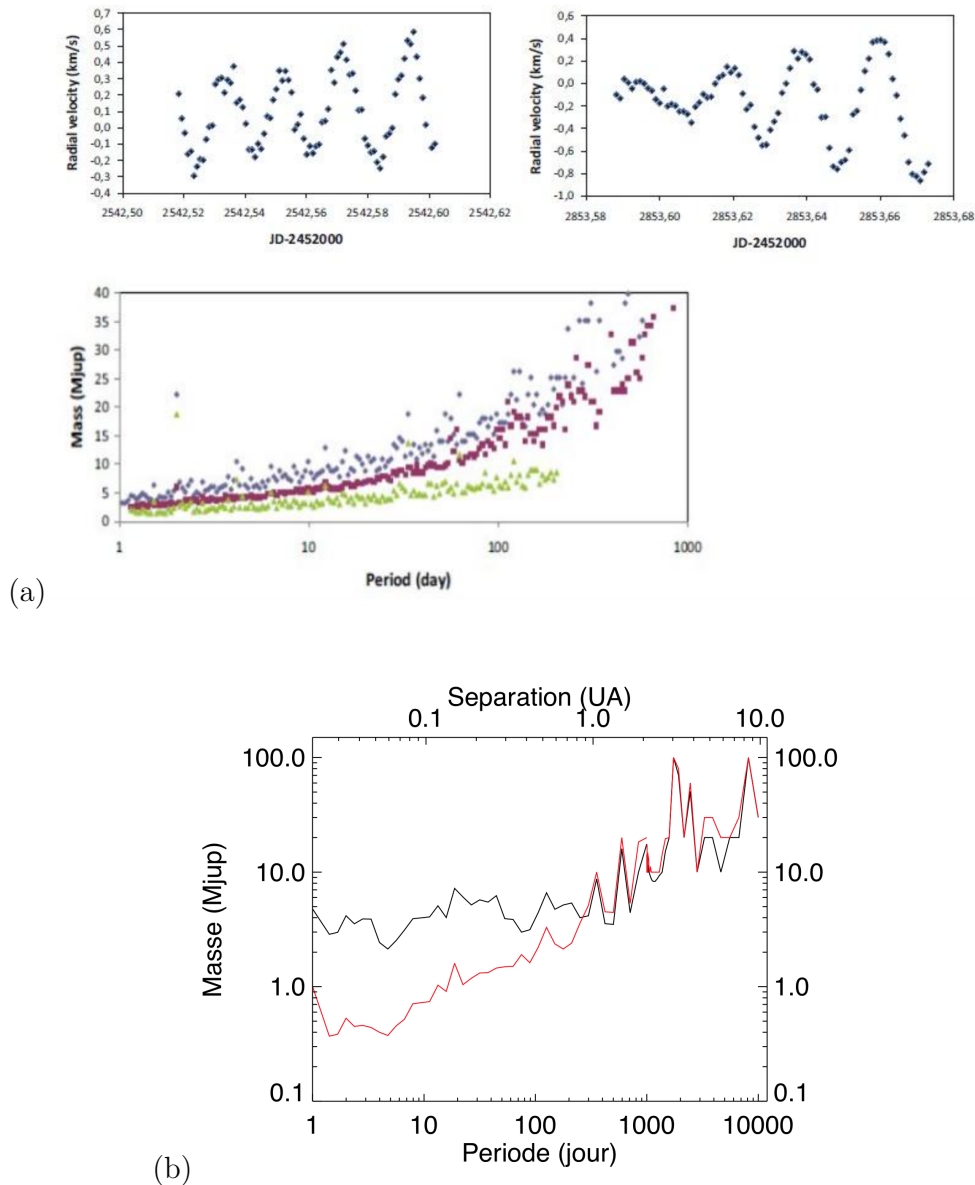 0,7
0,6
0,5
0,4
0,3
0,2
0,1
0,0
-0,1
-0,2
-0,3
-0,4
Radial velocity (km/s)
2542,50 2542,52 2542,54 2542,56 2542,58 2542,60 2542,62
JD-2452000
0,6
0,4
0,2
0,0
-0,2
-0,4
-0,6
-0,8
-1,0
Radial velocity (km/s)
2853,58 2853,60 2853,62 2853,64 2853,66 2853,68
JD-2452000
40
35
30
25
20
15
10
5
0
Mass (Mjup)
1 10 100 1000
Period (day)
(a)
Separation (UA)
0.1 1.0 10.0
100.0 100.0
10.0 10.0
1.0 1.0
0.1 0.1
Masse (Mjup)
1 10 100 1000 10000
Periode (jour)
(b)